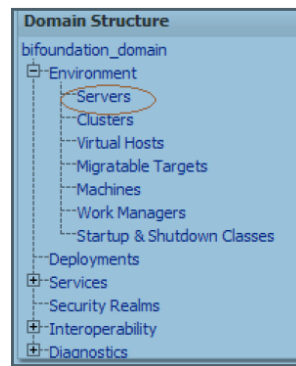 Domain Structure
bifoundation_domain
Environment
Servers
Clusters
Virtual Hosts
Migratable Targets
Machines
Work Managers
Startup & Shutdown Classes
Deployments
Services
Security Realms
Interoperability
Diagnostics